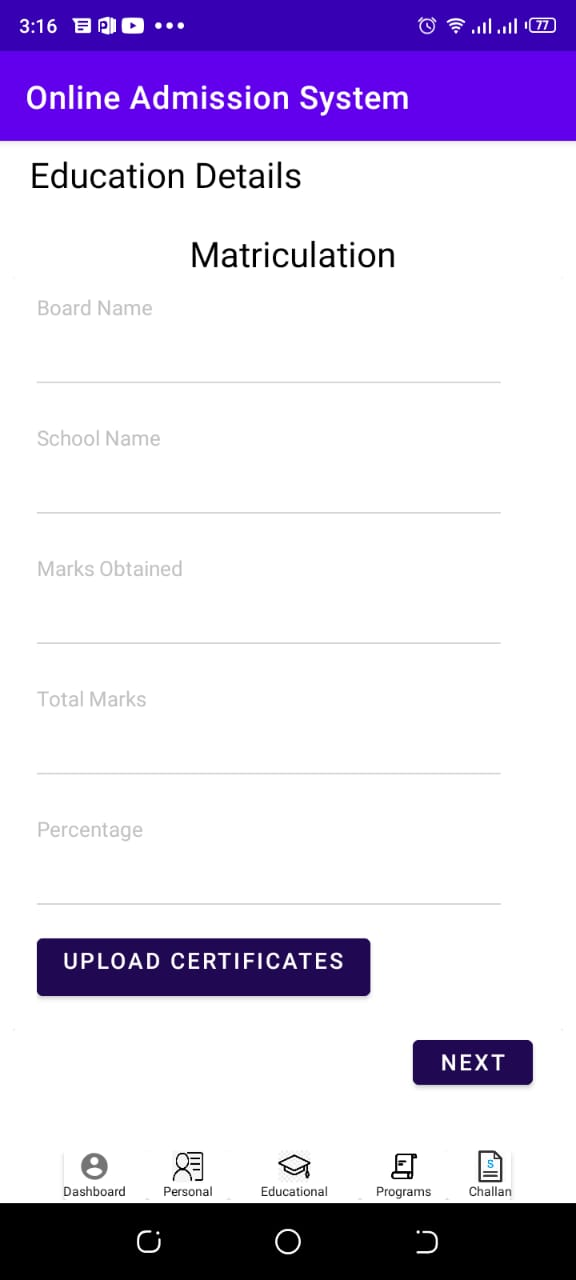 3:16 77
Online Admission System
Education Details
Matriculation
Board Name
School Name
Marks Obtained
Total Marks
Percentage
UPLOAD CERTIFICATES
NEXT
Dashboard Personal Educational Programs Challan